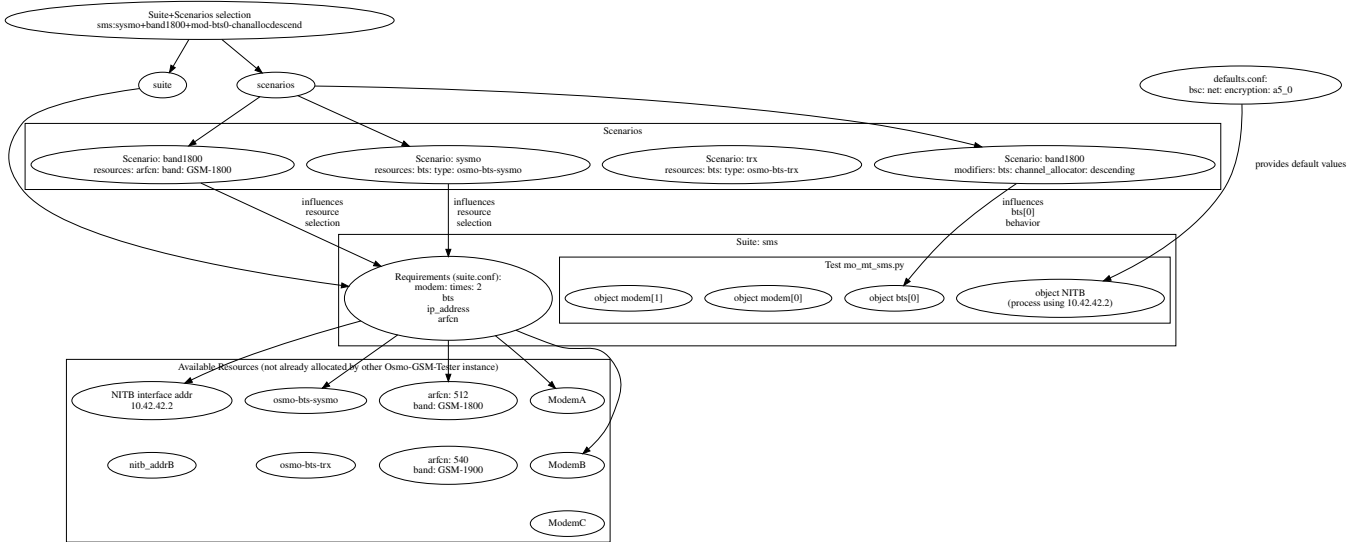 Suite+Scenarios selection
sms:sysmo+band1800+mod-bts0-chanallocdescend
suite
scenarios
defaults.conf:
bsc: net: encryption: a5_0
Scenarios
Scenario: band1800
resources: arfcn: band: GSM-1800
Scenario: sysmo
resources: bts: type: osmo-bts-sysmo
Scenario: trx
resources: bts: type: osmo-bts-trx
Scenario: band1800
modifiers: bts: channel_allocator: descending
provides default values
influences
resource
selection
influences
resource
selection
influences
bts[0]
behavior
Suite: sms
Requirements (suite.conf):
modem: times: 2
bts
ip_address
arfcn
Test mo_mt_sms.py
object modem[1]
object modem[0]
object bts[0]
object NITB
(process using 10.42.42.2)
Available Resources (not already allocated by other Osmo-GSM-Tester instance)
NITB interface addr
10.42.42.2
osmo-bts-sysmo
arfcn: 512
band: GSM-1800
ModemA
nitb_addrB
osmo-bts-trx
arfcn: 540
band: GSM-1900
ModemB
ModemC